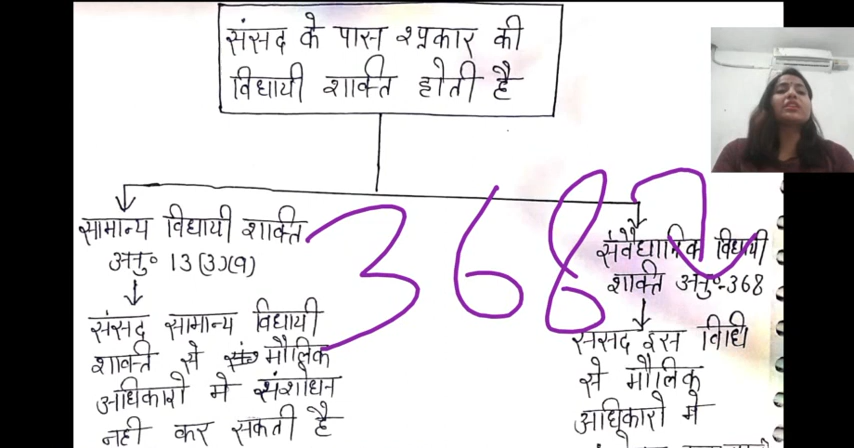 संसद के पास २प्रकार की
विधायी शक्ति होती है
सामान्य विधायी शक्ति
अनु० 13(3)(a)
संसद सामान्य विधायी
शक्ति से मौलिक
अधिकारो मे संशोधन
नही कर सकती है
368
संवैधानिक विधायी
शक्ति अनु०-368
संसद इस विधि
से मौलिक
अधिकारो मे